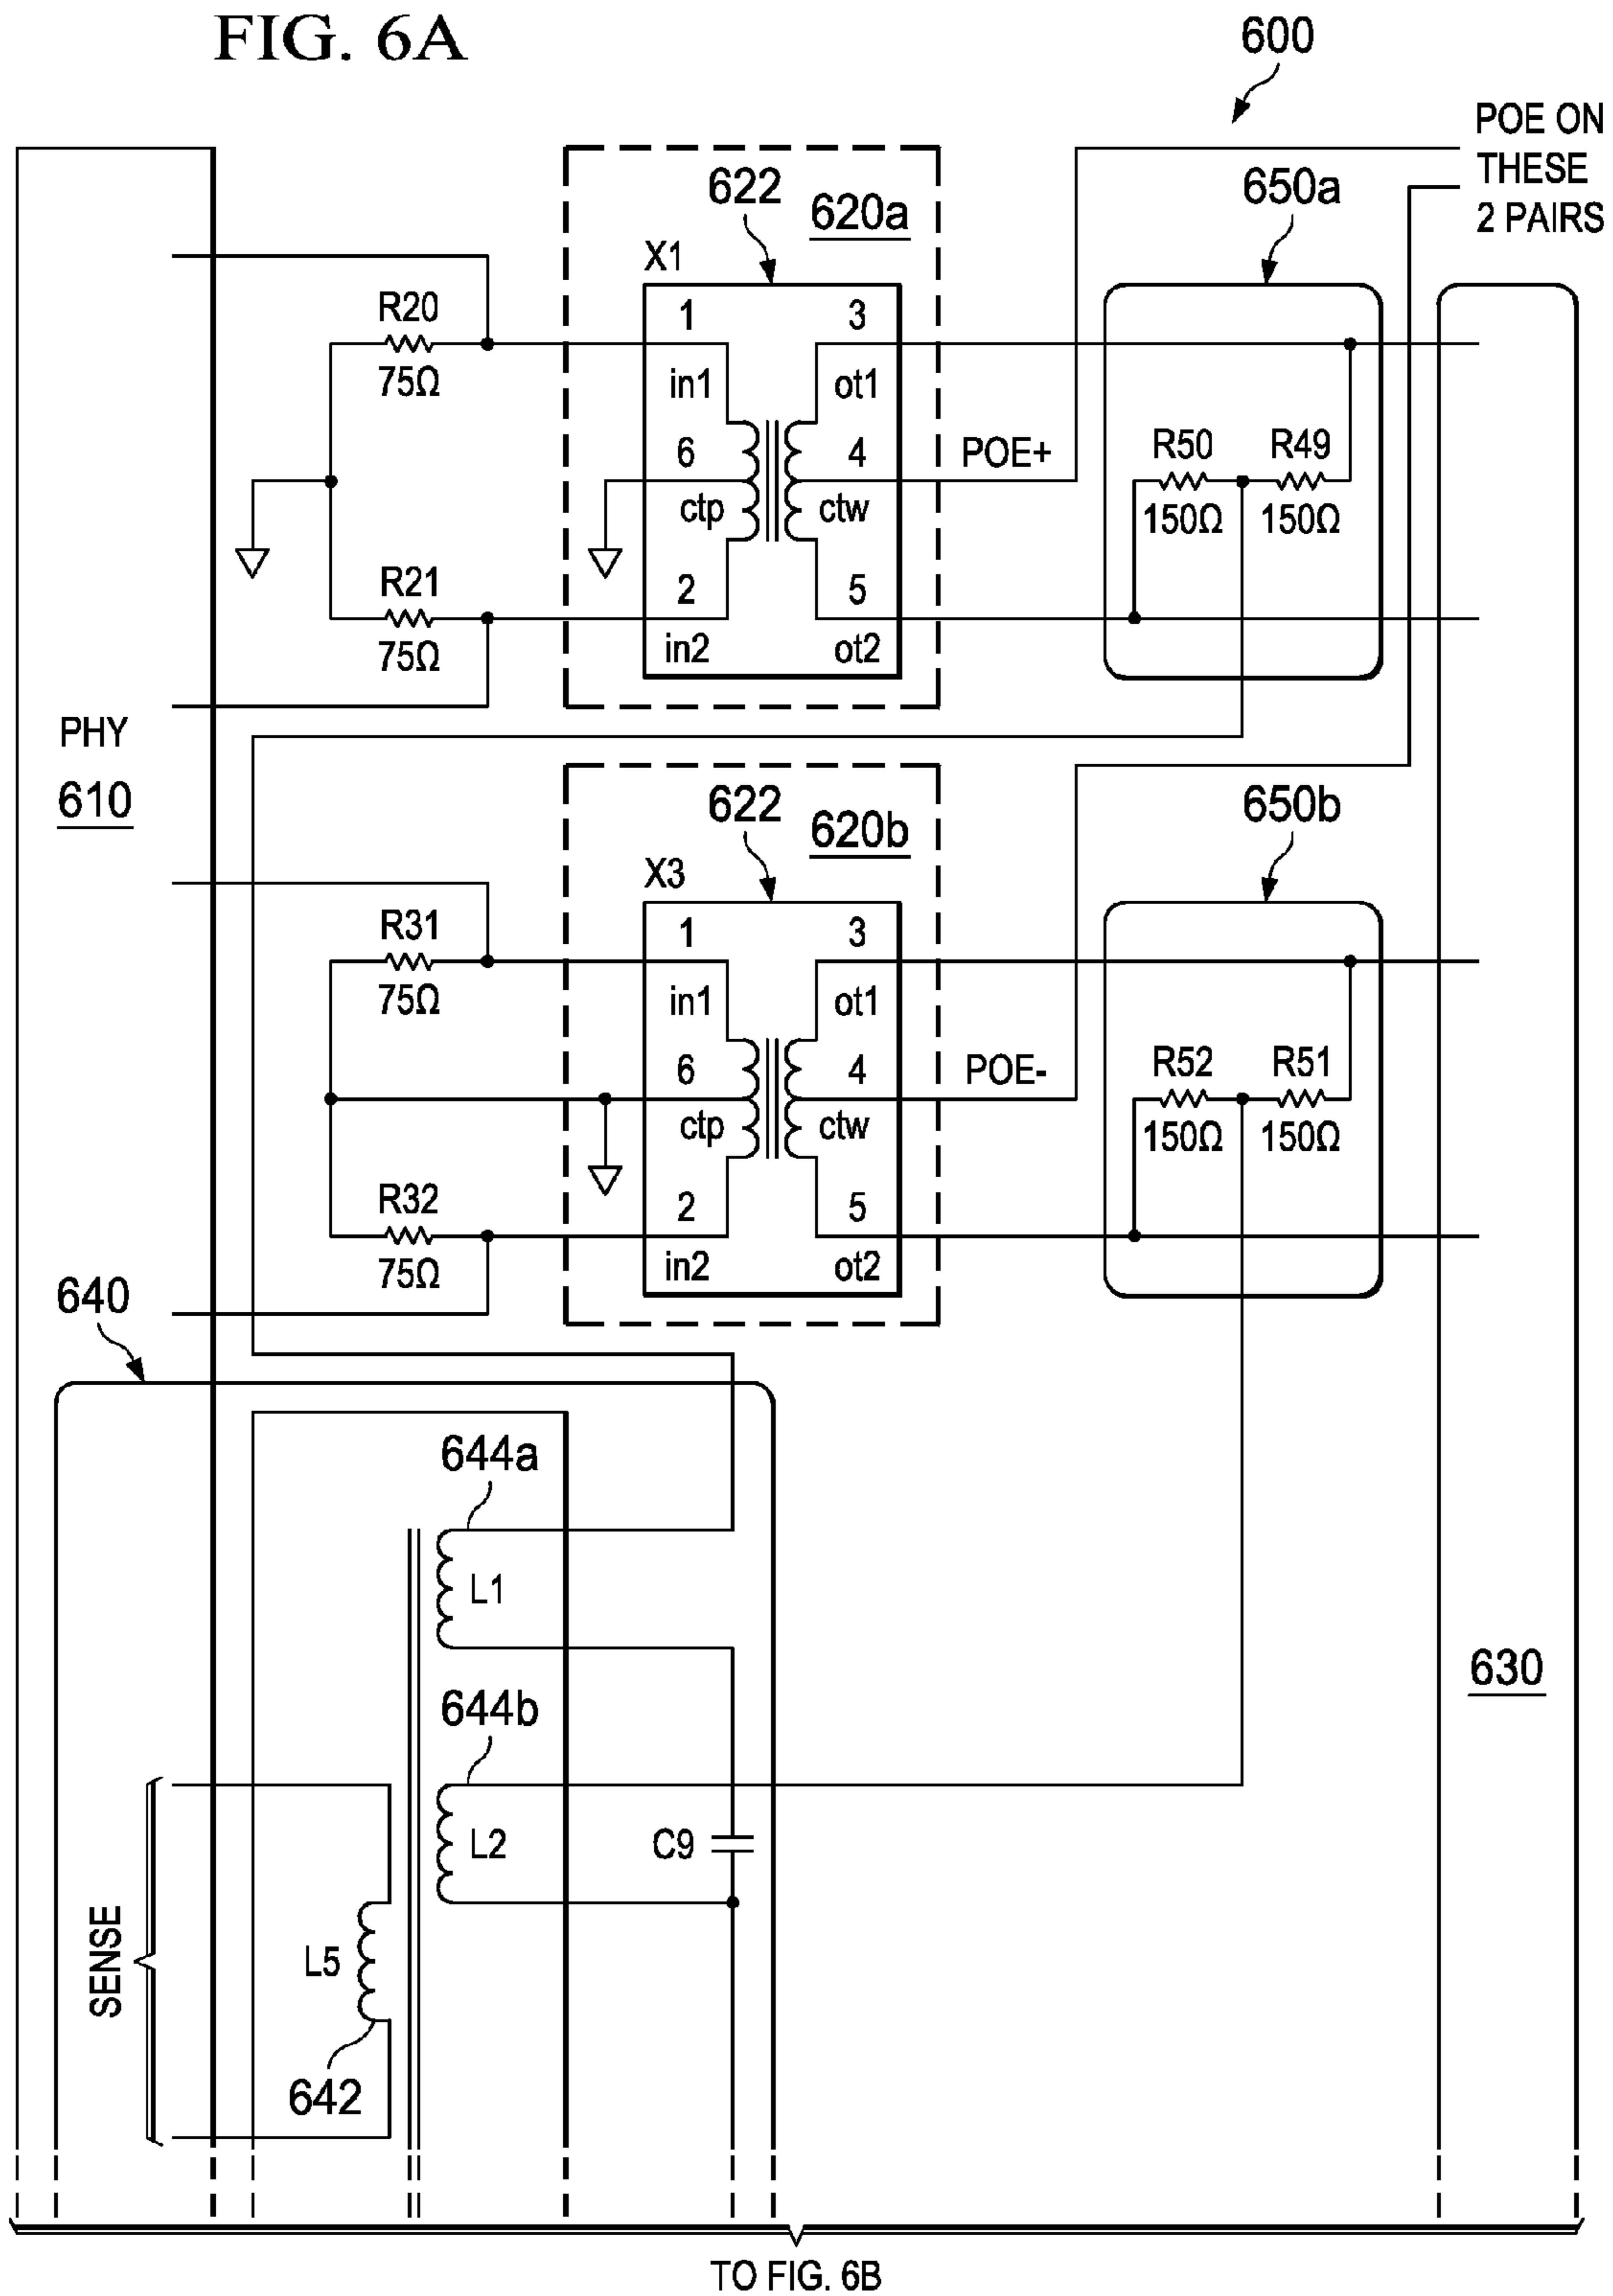 FIG. 6A
600
POE ON
THESE
2 PAIRS
622
620a
650a
X1
R20
75Ω
1
3
in1
ot1
6
4
POE+
R50
R49
ctp
ctw
150Ω
150Ω
R21
75Ω
2
5
in2
ot2
PHY
610
622
620b
650b
X3
R31
75Ω
1
3
in1
ot1
6
4
POE-
R52
R51
ctp
ctw
150Ω
150Ω
R32
75Ω
2
5
in2
ot2
640
644a
L1
630
644b
L2
C9
SENSE
L5
642
TO FIG. 6B